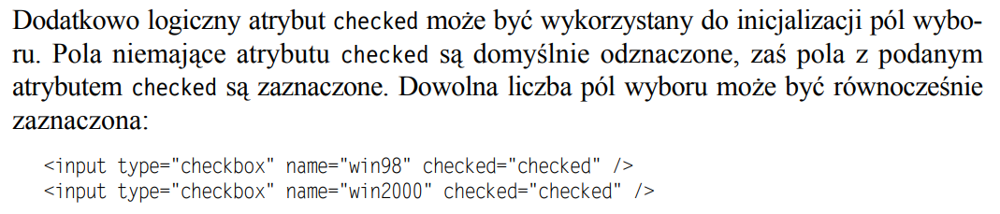 Dodatkowo logiczny atrybut checked może być wykorzystany do inicjalizacji pól wybo-
ru. Pola niemające atrybutu checked są domyślnie odznaczone, zaś pola z podanym
atrybutem checked są zaznaczone. Dowolna liczba pól wyboru może być równocześnie
zaznaczona:
<input type="checkbox" name="win98" checked="checked" />
<input type="checkbox" name="win2000" checked="checked" />